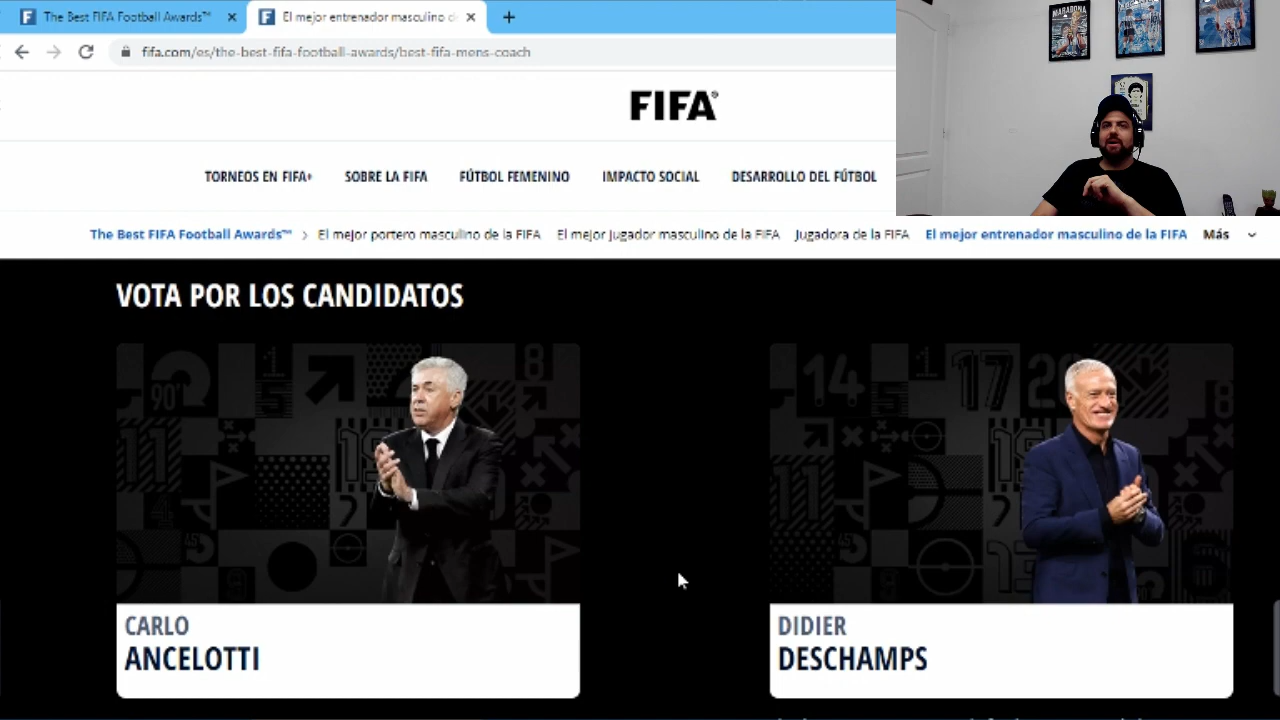 The Best FIFA Football Awards™
El mejor entrenador masculino d
fifa.com/es/the-best-fifa-football-awards/best-fifa-mens-coach
MARADONA
FIFA®
TORNEOS EN FIFA+ SOBRE LA FIFA FÚTBOL FEMENINO IMPACTO SOCIAL DESARROLLO DEL FÚTBOL
The Best FIFA Football Awards™ > El mejor portero masculino de la FIFA El mejor jugador masculino de la FIFA Jugadora de la FIFA El mejor entrenador masculino de la FIFA Más
VOTA POR LOS CANDIDATOS
CARLO
ANCELOTTI
DIDIER
DESCHAMPS